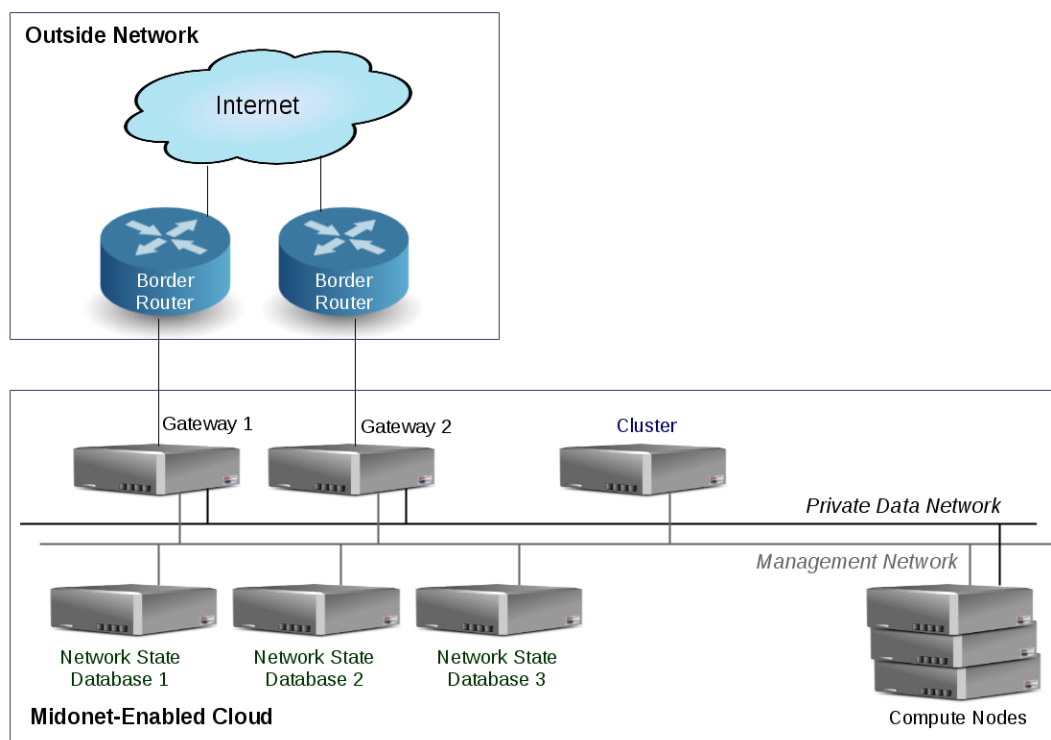 Outside Network
Internet
Border
Router
Border
Router
Gateway 1
Gateway 2
Cluster
Private Data Network
Management Network
Network State
Database 1
Network State
Database 2
Network State
Database 3
Midonet-Enabled Cloud
Compute Nodes